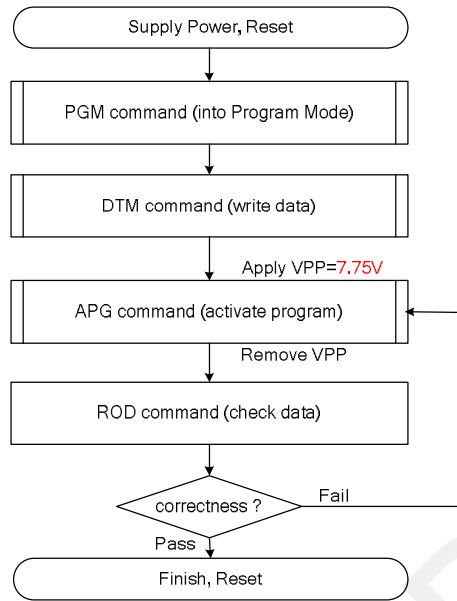 Supply Power, Reset
PGM command (into Program Mode)
DTM command (write data)
Apply VPP=7.75V
APG command (activate program)
Remove VPP
ROD command (check data)
correctness ?
Fail
Pass
Finish, Reset